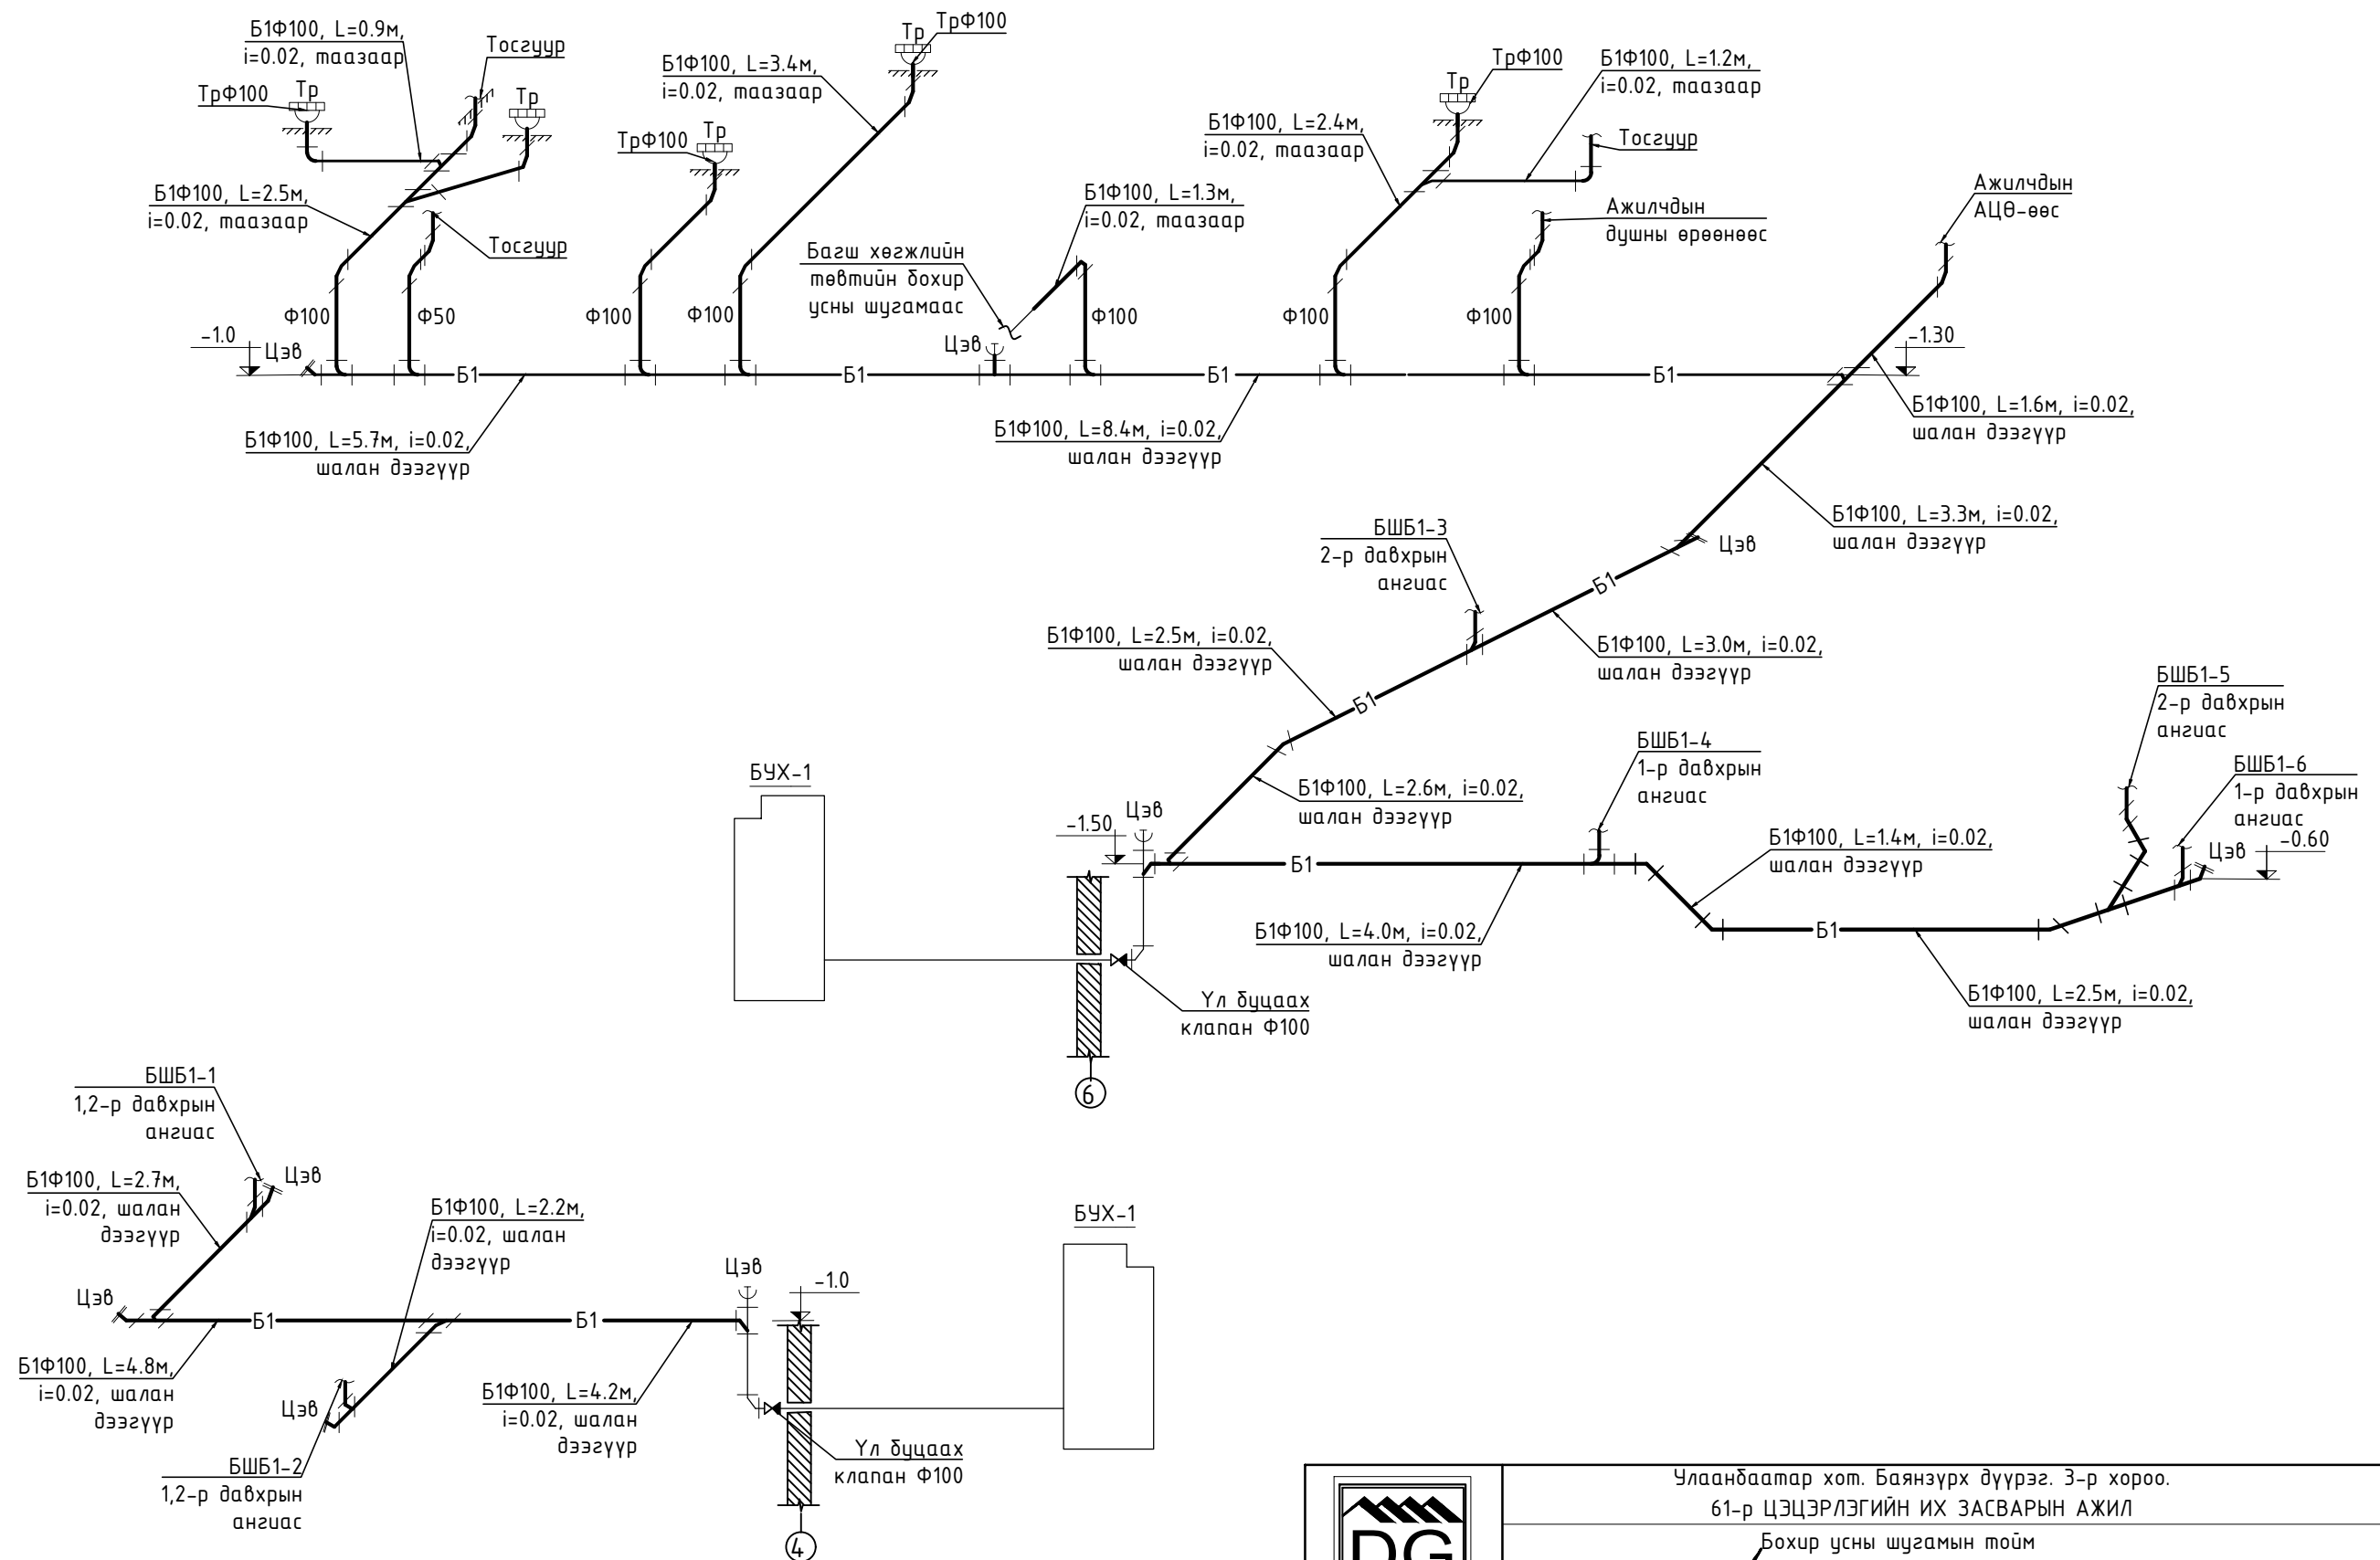 Б1Ф100, L=0.9м,
i=0.02, таазаар
Тосгуур
ТрФ100
Тр
Тр
Б1Ф100, L=2.5м,
i=0.02, таазаар
Тосгуур
Б1Ф100, L=3.4м,
i=0.02, таазаар
Тр
ТрФ100
ТрФ100
Тр
Б1Ф100, L=1.3м,
i=0.02, таазаар
Багш хөгжлийн
төвтийн бохир
усны шугамаас
ТрФ100
Тр
Б1Ф100, L=1.2м,
i=0.02, таазаар
Б1Ф100, L=2.4м,
i=0.02, таазаар
Тосгуур
Ажилчдын
душны өрөөнөөс
Ажилчдын
АЦӨ-өөс
Ф100
Ф50
Ф100
Ф100
Ф100
Ф100
Ф100
-1.0
Цэв
Цэв
-1.30
Б1
Б1
Б1
Б1
Б1Ф100, L=5.7м, i=0.02,
шалан дээгүүр
Б1Ф100, L=8.4м, i=0.02,
шалан дээгүүр
Б1Ф100, L=1.6м, i=0.02,
шалан дээгүүр
Б1Ф100, L=3.3м, i=0.02,
шалан дээгүүр
Цэв
БШБ1-3
2-р давхрын
ангиас
Б1
Б1Ф100, L=3.0м, i=0.02,
шалан дээгүүр
Б1Ф100, L=2.5м, i=0.02,
шалан дээгүүр
Б1
БШБ1-5
2-р давхрын
ангиас
БШБ1-4
1-р давхрын
ангиас
БШБ1-6
1-р давхрын
ангиас
Цэв
-0.60
БУХ-1
Б1Ф100, L=2.6м, i=0.02,
шалан дээгүүр
Цэв
-1.50
Б1
Б1Ф100, L=1.4м, i=0.02,
шалан дээгүүр
Б1
Б1Ф100, L=4.0м, i=0.02,
шалан дээгүүр
Б1Ф100, L=2.5м, i=0.02,
шалан дээгүүр
Үл буцаах
клапан Ф100
6
БШБ1-1
1,2-р давхрын
ангиас
Цэв
Б1Ф100, L=2.7м,
i=0.02, шалан
дээгүүр
Б1Ф100, L=2.2м,
i=0.02, шалан
дээгүүр
БУХ-1
Цэв
-1.0
Цэв
Б1
Б1
Б1Ф100, L=4.8м,
i=0.02, шалан
дээгүүр
Цэв
Б1Ф100, L=4.2м,
i=0.02, шалан
дээгүүр
БШБ1-2
1,2-р давхрын
ангиас
Үл буцаах
клапан Ф100
4
DG
Улаанбаатар хот. Баянзүрх дүүрэг. 3-р хороо.
61-р ЦЭЦЭРЛЭГИЙН ИХ ЗАСВАРЫН АЖИЛ
Бохир усны шугамын тойм